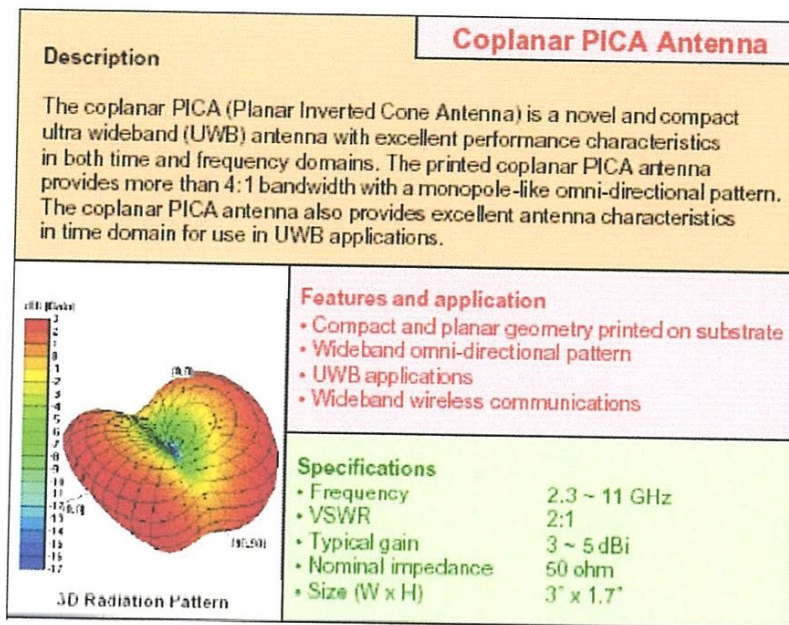 Coplanar PICA Antenna
Description
The coplanar PICA (Planar Inverted Cone Antenna) is a novel and compact
ultra wideband (UWB) antenna with excellent performance characteristics
in both time and frequency domains. The printed coplanar PICA antenna
provides more than 4:1 bandwidth with a monopole-like omni-directional pattern.
The coplanar PICA antenna also provides excellent antenna characteristics
in time domain for use in UWB applications.
3D Radiation Pattern
Features and application
• Compact and planar geometry printed on substrate
• Wideband omni-directional pattern
• UWB applications
• Wideband wireless communications
Specifications
• Frequency 2.3 ~ 11 GHz
• VSWR 2:1
• Typical gain 3 ~ 5 dBi
• Nominal impedance 50 ohm
• Size (W x H) 3" x 1.7"